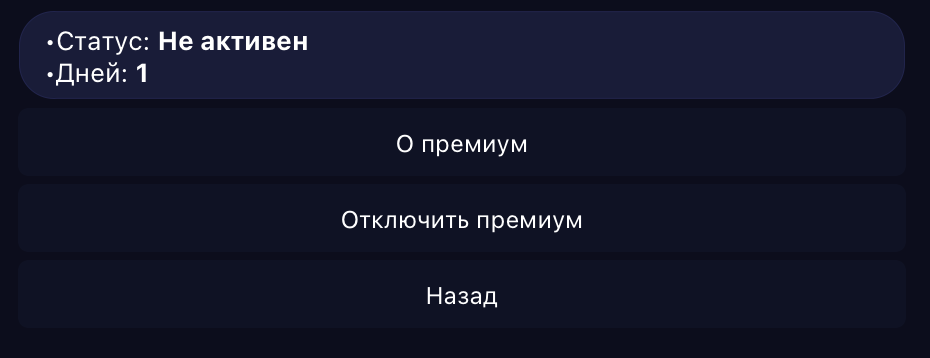 •Статус: Не активен
•Дней: 1
О премиум
Отключить премиум
Назад